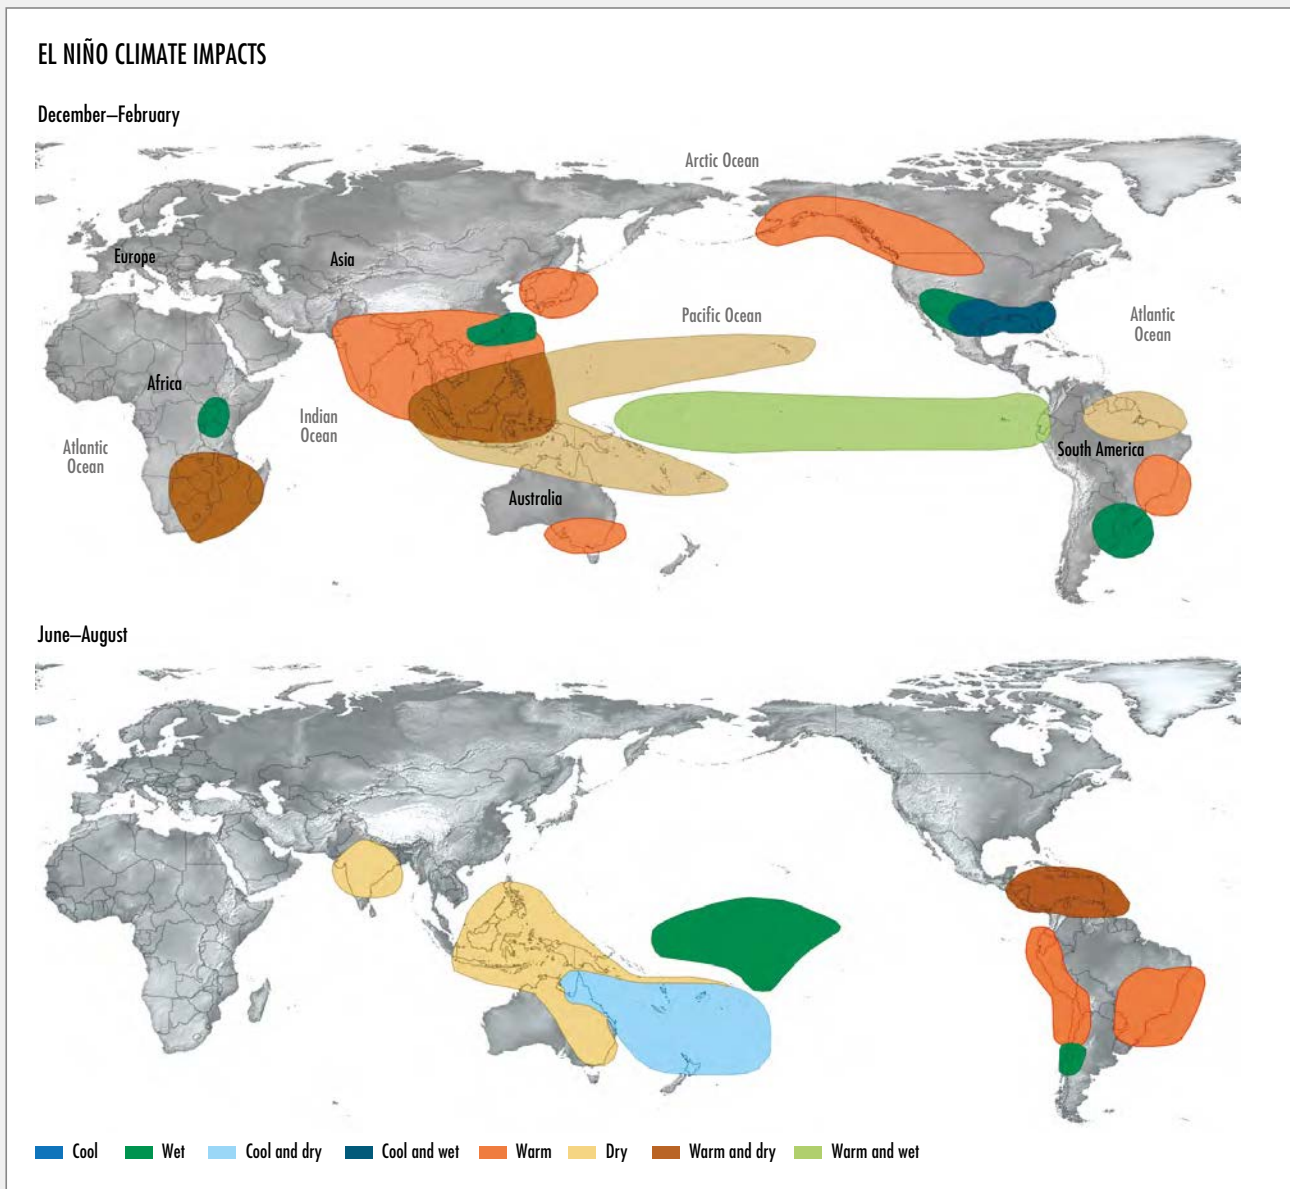 EL NIÑO CLIMATE IMPACTS
December–February
Arctic Ocean
Europe
Asia
Pacific Ocean
Atlantic
Ocean
Africa
Indian
Ocean
Atlantic
Ocean
South America
Australia
June–August
Cool
Wet
Cool and dry
Cool and wet
Warm
Dry
Warm and dry
Warm and wet